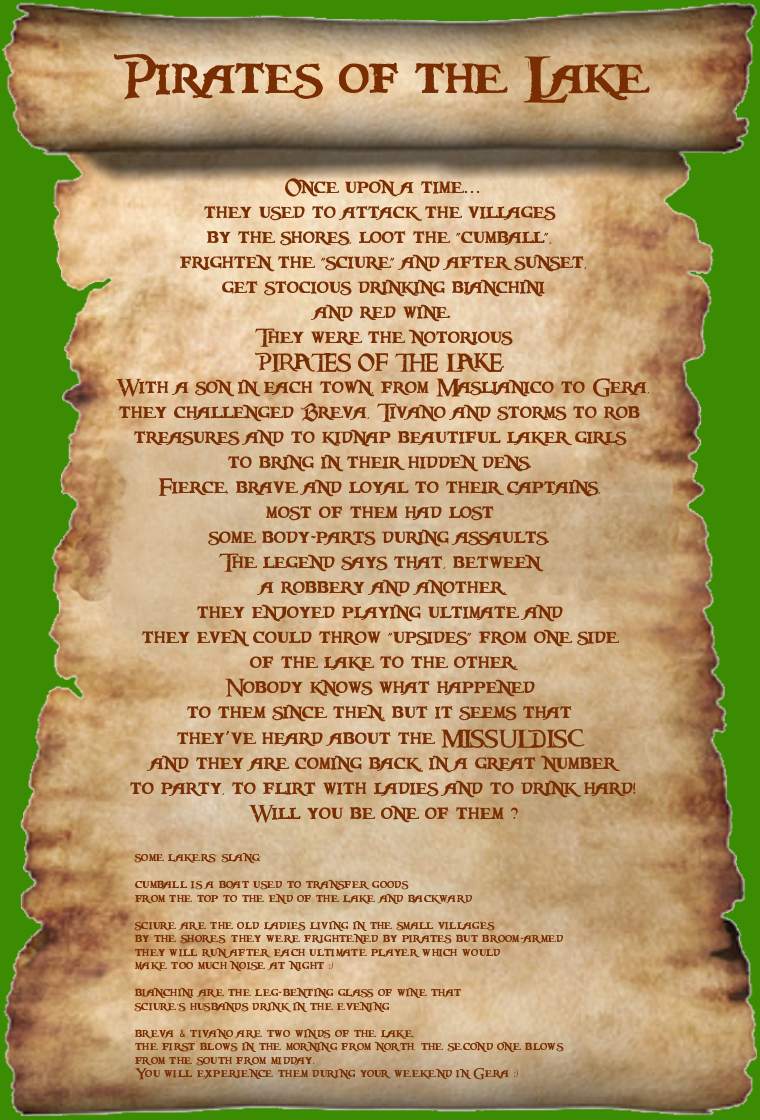 Pirates of the Lake
Once upon a time...
they used to attack the villages
by the shores, loot the "cumball",
frighten the "sciure" and after sunset,
get stocious drinking bianchini
and red wine.
They were the notorious
PIRATES OF THE LAKE.
With a son in each town, from Maslianico to Gera,
they challenged Breva, Tivano and storms to rob
treasures and to kidnap beautiful laker girls
to bring in their hidden dens.
Fierce, brave and loyal to their captains,
most of them had lost
some body-parts during assaults.
The legend says that, between
a robbery and another
they enjoyed playing ultimate and
they even could throw "upsides" from one side
of the lake to the other.
Nobody knows what happened
to them since then, but it seems that
they've heard about the MISSULDISC
and they are coming back in a great number
to party, to flirt with ladies and to drink hard!
Will you be one of them ?
some lakers' slang:
cumball is a boat used to transfer goods
from the top to the end of the lake and backward
sciure are the old ladies living in the small villages
by the shores. they were frightened by pirates but broom-armed
they will run after each ultimate player which would
make too much noise at night :)
bianchini are the leg-benting glass of wine that
sciure's husbands drink in the evening
breva & tivano are two winds of the lake.
the first blows in the morning from north, the second one blows
from the south from midday.
You will experience them during your weekend in Gera :)